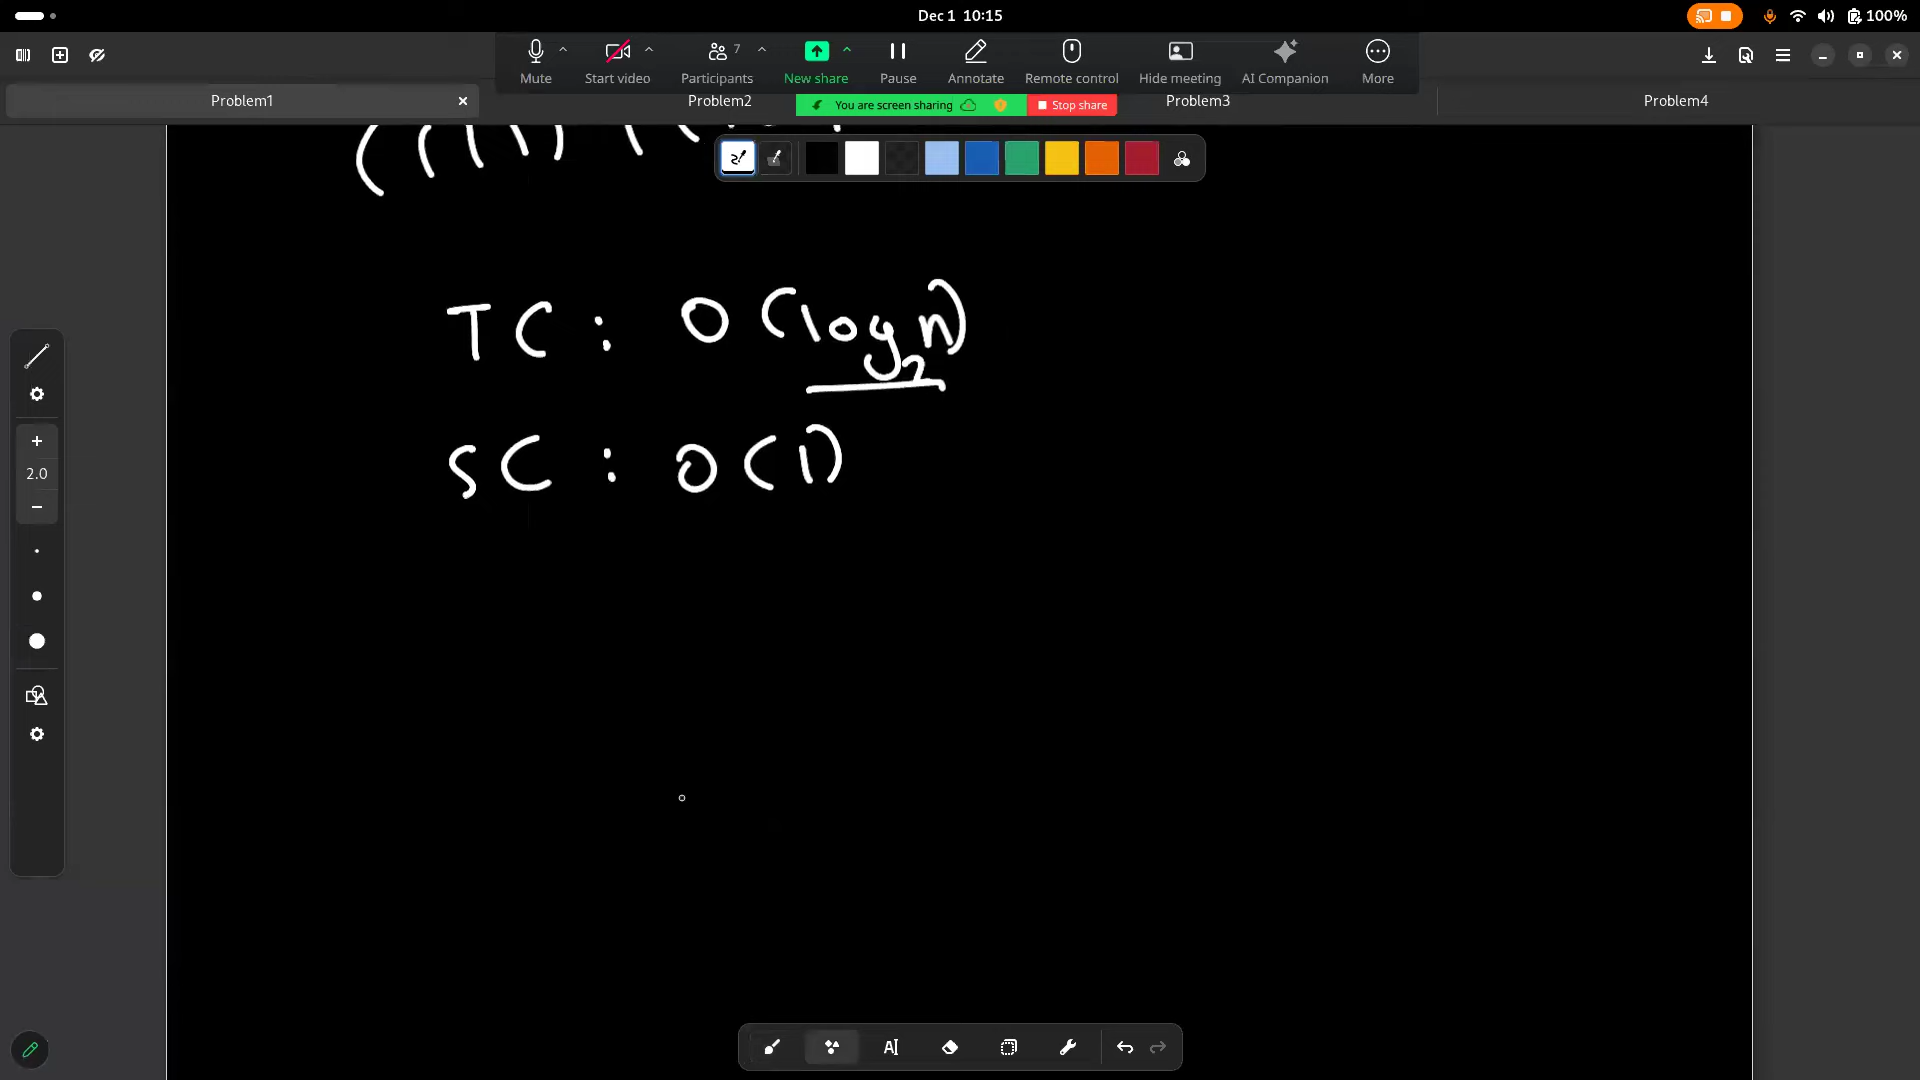 Dec 1 10:15
100%
Mute
Start video
7
Participants
New share
Pause
Annotate
Remote control
Hide meeting
AI Companion
More
Problem1
Problem2
You are screen sharing
Stop share
Problem3
Problem4
TC : O(log₂n)
SC : O(1)
2.0